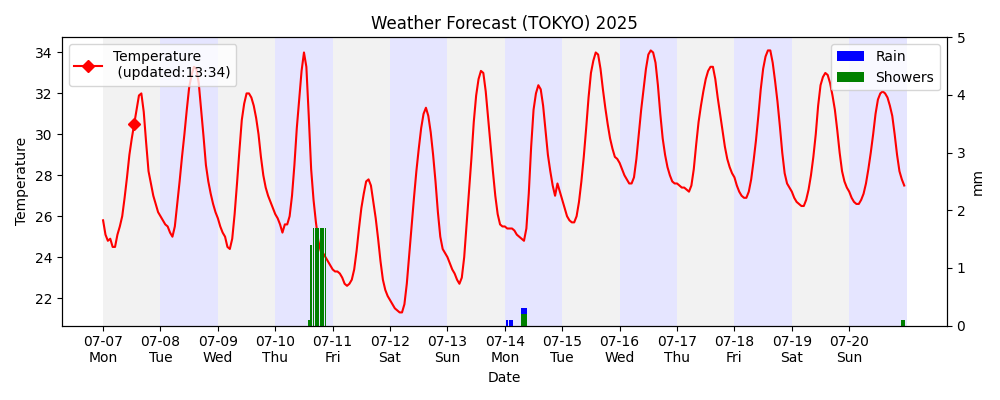 Weather Forecast (TOKYO) 2025
Temperature
(updated:13:34)
Rain
Showers
34
32
30
28
26
24
22
Temperature
5
4
3
2
1
0
mm
07-07 07-08 07-09 07-10 07-11 07-12 07-13 07-14 07-15 07-16 07-17 07-18 07-19 07-20
Mon Tue Wed Thu Fri Sat Sun Mon Tue Wed Thu Fri Sat Sun
Date